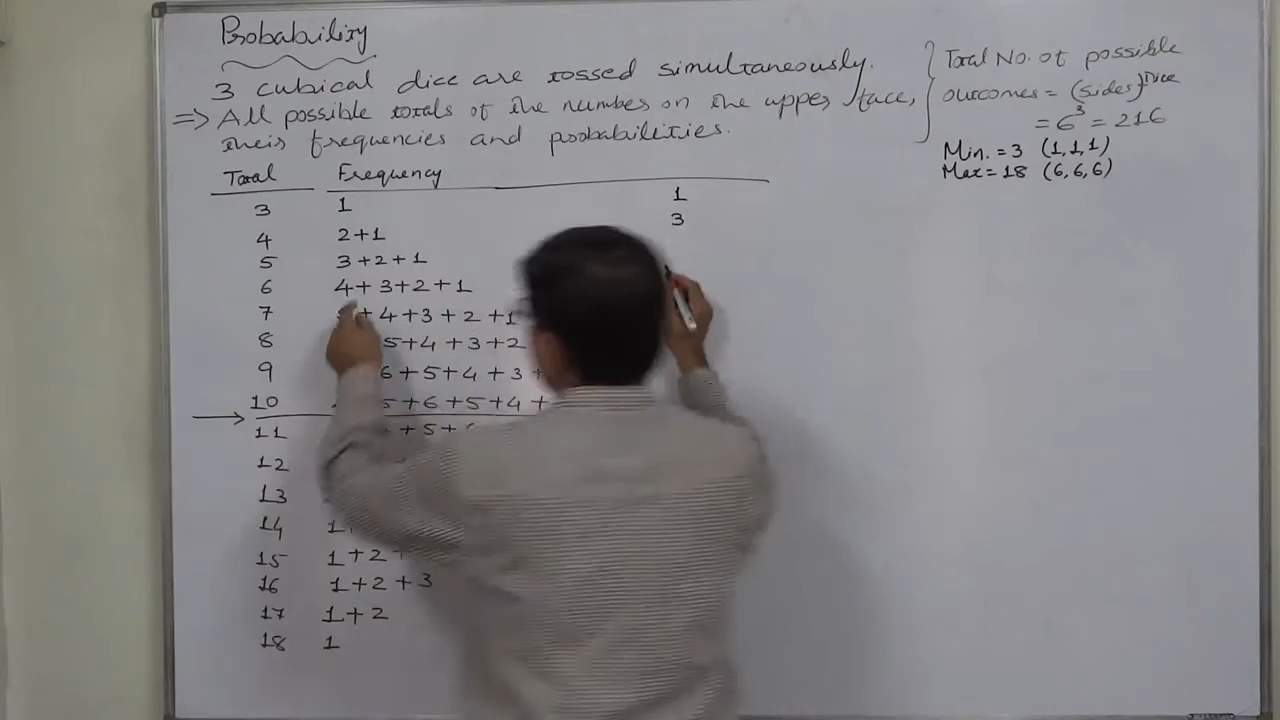 Probability
3 cubical dice are tossed simultaneously.
=> All possible totals of the numbes on the upper face,
their frequencies and probabilities.
Total No. of possible
outcomes = (sides)^Dice
= 6^3 = 216
Min. = 3 (1,1,1)
Max = 18 (6,6,6)
Total Frequency
3 1 1
4 2+1 3
5 3+2+1
6 4+3+2+1
7 +4+3+2+1
8 5+4+3+2
9 6+5+4+3+
10 5+6+5+4+
11 +5+
12
13
14 1
15 1+2+
16 1+2+3
17 1+2
18 1